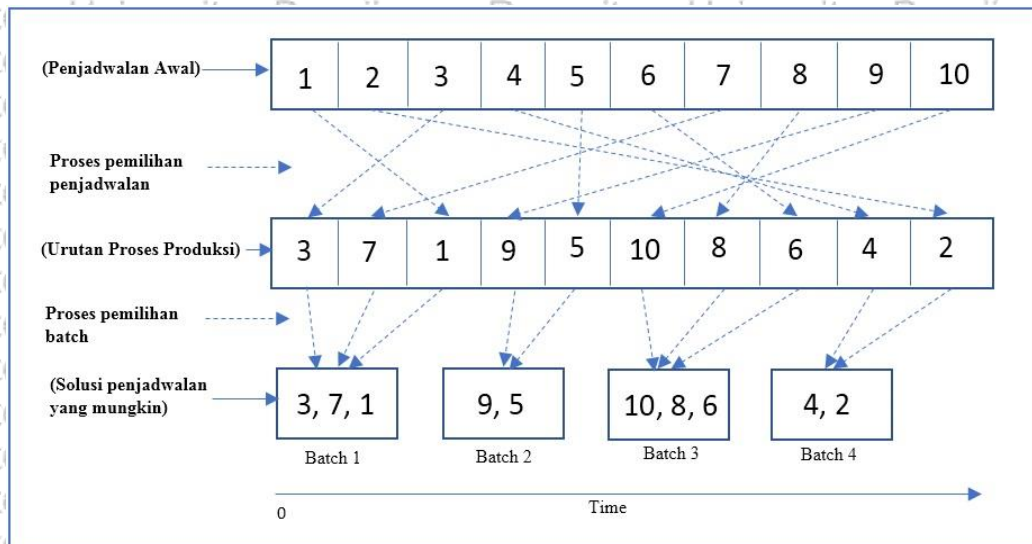 (Penjadwalan Awal)
1 2 3 4 5 6 7 8 9 10
Proses pemilihan
penjadwalan
(Urutan Proses Produksi)
3 7 1 9 5 10 8 6 4 2
Proses pemilihan
batch
(Solusi penjadwalan
yang mungkin)
3, 7, 1 9, 5 10, 8, 6 4, 2
Batch 1 Batch 2 Batch 3 Batch 4
0 Time